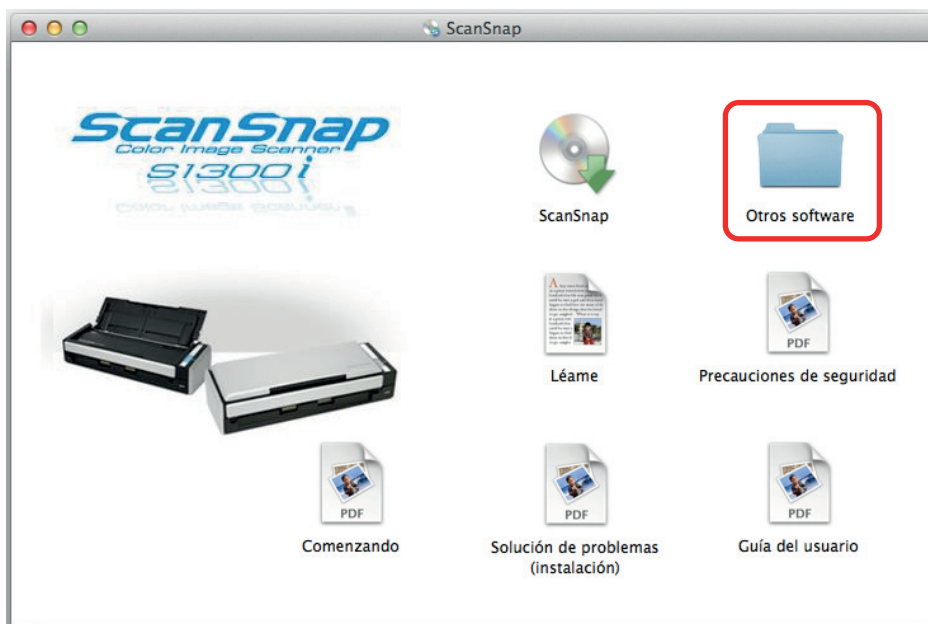 ScanSnap
ScanSnap
Color Image Scanner
S1300i
ScanSnap
Otros software
Léame
Precauciones de seguridad
PDF
Comenzando
PDF
Solución de problemas
(instalación)
PDF
Guía del usuario
PDF